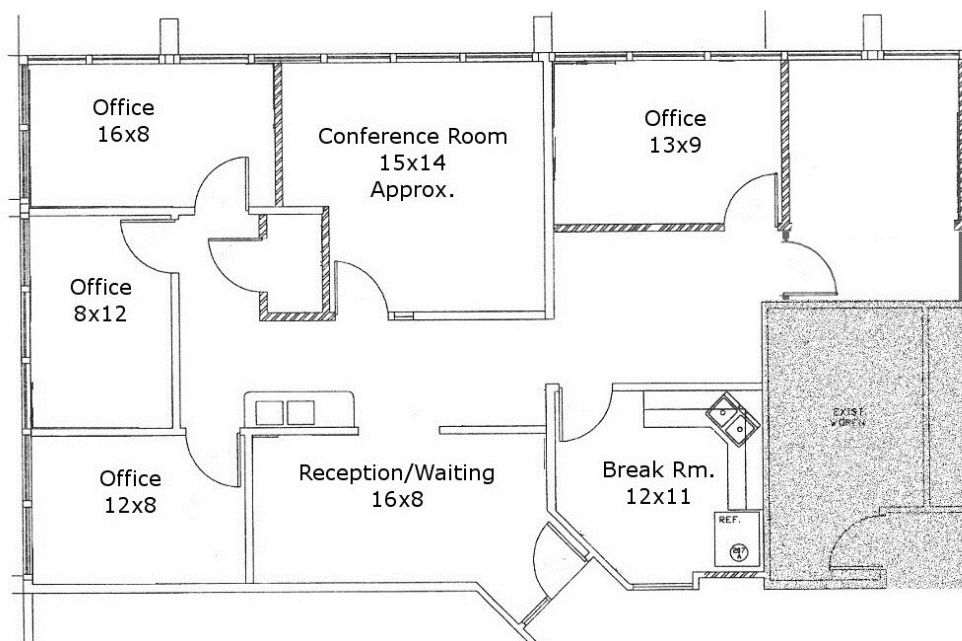 Office
16x8
Conference Room
15x14
Approx.
Office
13x9
Office
8x12
Office
12x8
Reception/Waiting
16x8
Break Rm.
12x11
REF.
EXIST.